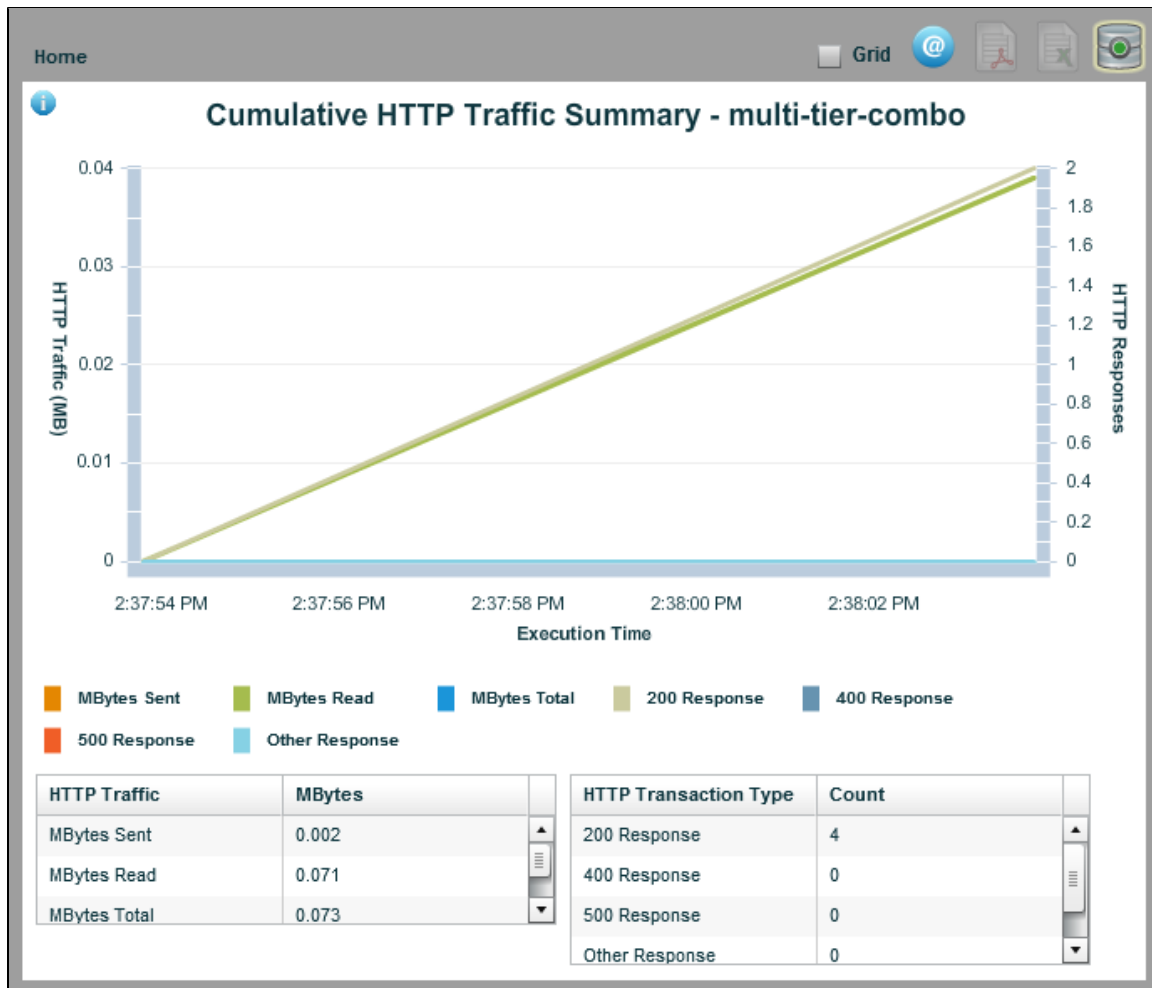 Home
Grid
@
i
Cumulative HTTP Traffic Summary - multi-tier-combo
0.04
0.03
0.02
0.01
0
HTTP Traffic (MB)
2
1.8
1.6
1.4
1.2
1
0.8
0.6
0.4
0.2
0
HTTP Responses
2:37:54 PM 2:37:56 PM 2:37:58 PM 2:38:00 PM 2:38:02 PM
Execution Time
MBytes Sent MBytes Read MBytes Total 200 Response 400 Response
500 Response Other Response
HTTP Traffic MBytes
MBytes Sent 0.002
MBytes Read 0.071
MBytes Total 0.073
HTTP Transaction Type Count
200 Response 4
400 Response 0
500 Response 0
Other Response 0